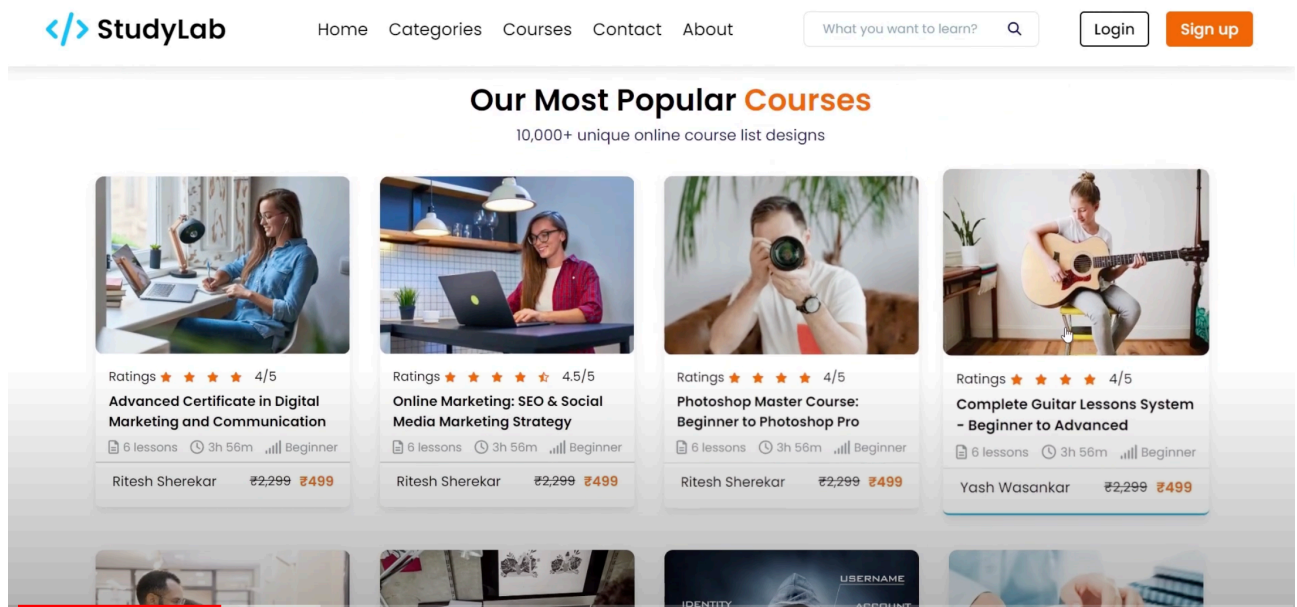 </> StudyLab
Home Categories Courses Contact About
What you want to learn?
Login
Sign up
Our Most Popular Courses
10,000+ unique online course list designs
Ratings 4/5
Advanced Certificate in Digital
Marketing and Communication
6 lessons 3h 56m Beginner
Ritesh Sherekar ₹2,299 ₹499
Ratings 4.5/5
Online Marketing: SEO & Social
Media Marketing Strategy
6 lessons 3h 56m Beginner
Ritesh Sherekar ₹2,299 ₹499
Ratings 4/5
Photoshop Master Course:
Beginner to Photoshop Pro
6 lessons 3h 56m Beginner
Ritesh Sherekar ₹2,299 ₹499
Ratings 4/5
Complete Guitar Lessons System
- Beginner to Advanced
6 lessons 3h 56m Beginner
Yash Wasankar ₹2,299 ₹499
USERNAME
IDENTITY
ACCOUNT